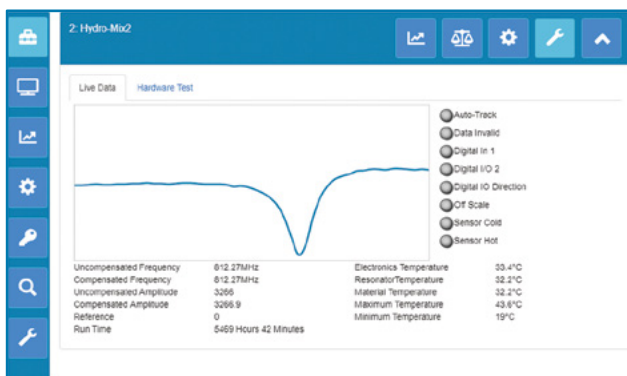 2: Hydro-Mix2
Live Data Hardware Test
Auto-Track
Data Invalid
Digital In 1
Digital I/O 2
Digital IO Direction
Off Scale
Sensor Cold
Sensor Hot
Uncompensated Frequency 812.27MHz Electronics Temperature 33.4°C
Compensated Frequency 812.27MHz ResonatorTemperature 32.2°C
Uncompensated Amplitude 3266 Material Temperature 32.2°C
Compensated Amplitude 3266.9 Maximum Temperature 43.6°C
Reference 0 Minimum Temperature 19°C
Run Time 5469 Hours 42 Minutes